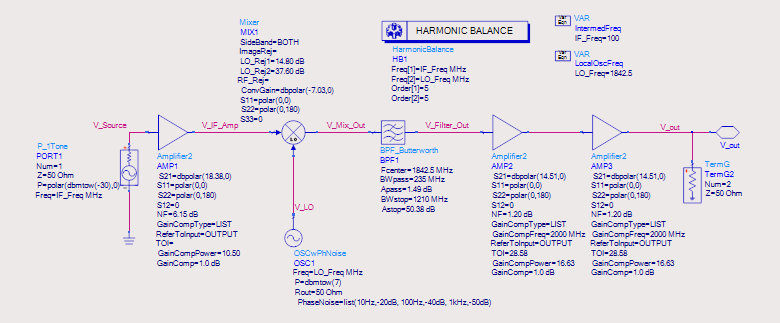 Mixer
MIX1
SideBand=BOTH
ImageRej=
LO_Rej1=14.80 dB
LO_Rej2=37.60 dB
RF_Rej=
ConvGain=dbpolar(-7.03,0)
S11=polar(0,0)
S22=polar(0,180)
S33=0
HARMONIC BALANCE
HarmonicBalance
HB1
Freq[1]=IF_Freq MHz
Freq[2]=LO_Freq MHz
Order[1]=5
Order[2]=5
Var
Eqn
VAR
IntermedFreq
IF_Freq=100
Var
Eqn
VAR
LocalOscFreq
LO_Freq=1842.5
V_Source
V_IF_Amp
V_Mix_Out
V_Filter_Out
V_out
V_out
P_1Tone
PORT1
Num=1
Z=50 Ohm
P=polar(dbmtow(-30),0)
Freq=IF_Freq MHz
Amplifier2
AMP1
S21=dbpolar(18.38,0)
S11=polar(0,0)
S22=polar(0,180)
S12=0
NF=6.15 dB
GainCompType=LIST
ReferToInput=OUTPUT
TOI=
GainCompPower=10.50
GainComp=1.0 dB
LO
V_LO
OSCwPhNoise
OSC1
Freq=LO_Freq MHz
P=dbmtow(7)
Rout=50 Ohm
PhaseNoise=list(10Hz,-20dB, 100Hz,-40dB, 1kHz,-50dB)
BPF_Butterworth
BPF1
Fcenter=1842.5 MHz
BWpass=235 MHz
Apass=1.49 dB
BWstop=1210 MHz
Astop=50.38 dB
Amplifier2
AMP2
S21=dbpolar(14.51,0)
S11=polar(0,0)
S22=polar(0,180)
S12=0
NF=1.20 dB
GainCompType=LIST
GainCompFreq=2000 MHz
ReferToInput=OUTPUT
TOI=28.58
GainCompPower=16.63
GainComp=1.0 dB
Amplifier2
AMP3
S21=dbpolar(14.51,0)
S11=polar(0,0)
S22=polar(0,180)
S12=0
NF=1.20 dB
GainCompType=LIST
GainCompFreq=2000 MHz
ReferToInput=OUTPUT
TOI=28.58
GainCompPower=16.63
GainComp=1.0 dB
TermG
TermG2
Num=2
Z=50 Ohm